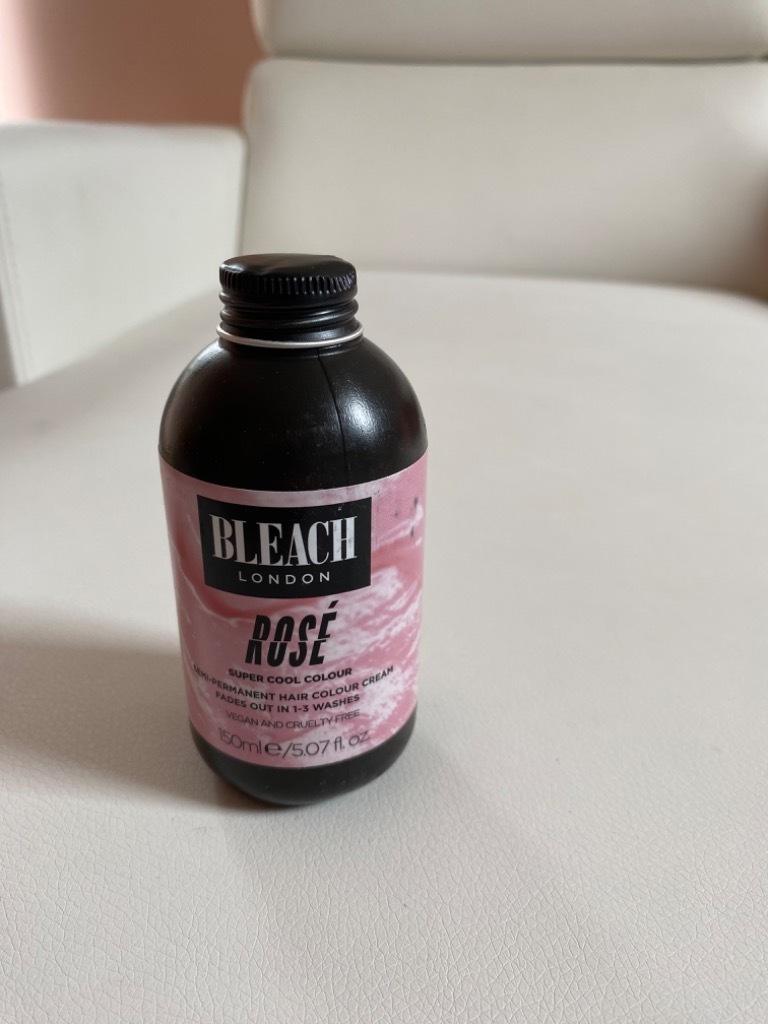 BLEACH
LONDON
ROSÉ
SUPER COOL COLOUR
SEMI-PERMANENT HAIR COLOUR CREAM
FADES OUT IN 1-3 WASHES
VEGAN AND CRUELTY FREE
150ml℮/5.07 fl. oz.